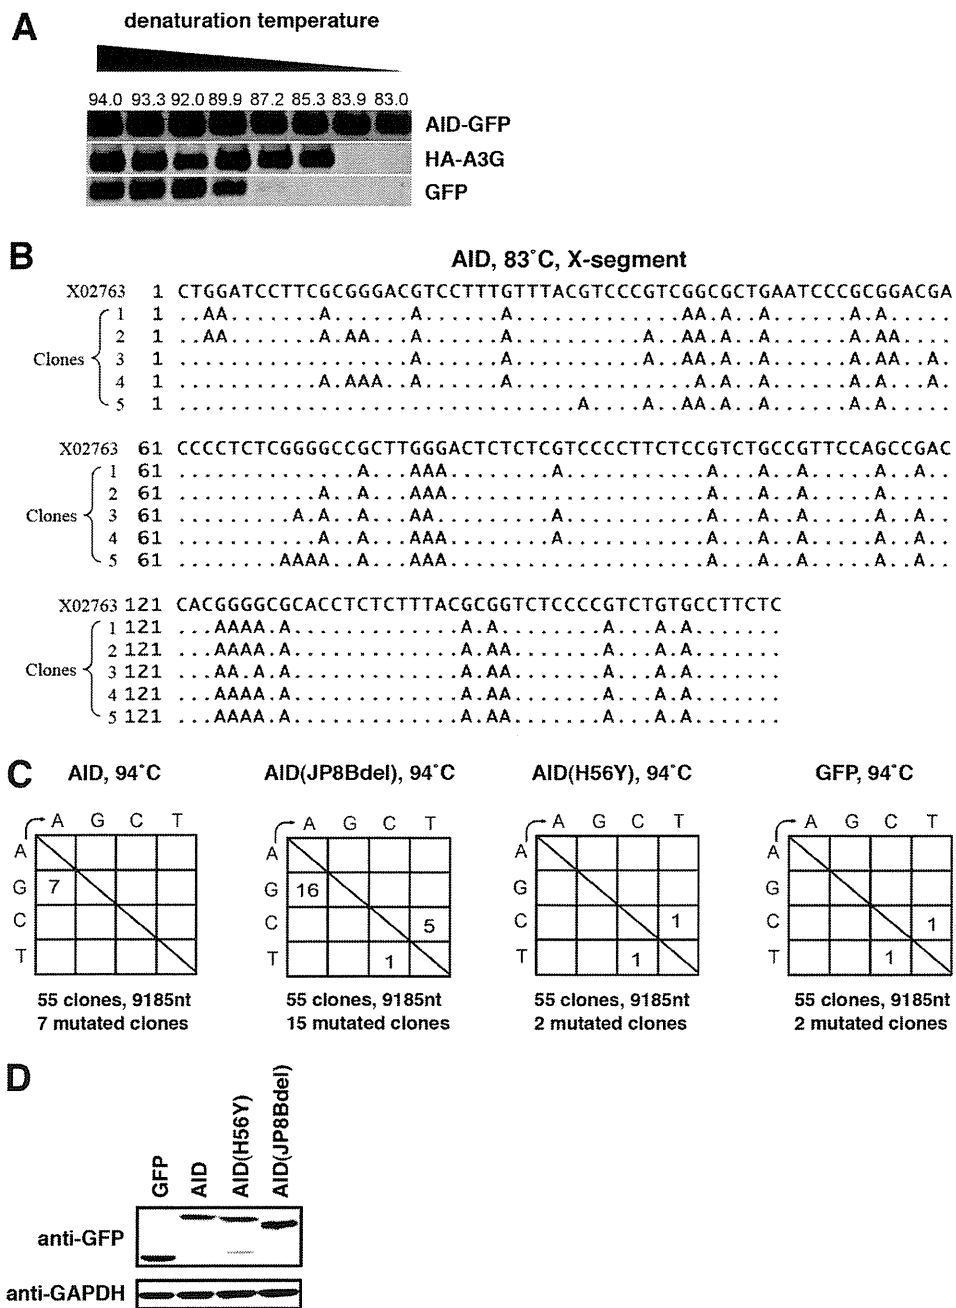 A
denaturation temperature
94.0 93.3 92.0 89.9 87.2 85.3 83.9 83.0
AID-GFP
HA-A3G
GFP
B
AID, 83°C, X-segment
X02763 1 CTGGATCCTTCGCGGGACGTCCTTTGTTTACGTCCCGTCGGCGCTGAATCCCGCGGACGA
1 1 ..AA.......A......A......A.............AA.A..A......A.A.....
2 1 ..AA.......A.AA...A......A..........A..AA.A..A......A.AA....
Clones 3 1 ..................A......A..........A..AA.A..A......A.AA..A.
4 1 ...........A.AAA..A......A..............A.A..A......A.A...A.
5 1 ...............................A....A..AA.A..A......A.A.....
X02763 61 CCCCTCTCGGGGCCGCTTGGGACTCTCTCGTCCCCTTCTCCGTCTGCCGTTCCAGCCGAC
1 61 ..............A...AAA........A...........A...A..A.....A..A..
2 61 ...........A..A...AAA....................A...A..A.....A.....
Clones 3 61 .........A.A..A...AA.........A...........A...A..A.....A..A..
4 61 ...........A..A...AAA........A...........A...A..A.....A..A..
5 61 ........AAAA..A...AAA....................A...A..A.....A..A..
X02763 121 CACGGGGCGCACCTCTCTTTACGCGGTCTCCCCGTCTGTGCCTTCTC
1 121 ...AAAA.A.............A.A........A...A.A.......
2 121 ...AAAA.A.............A.AA.......A...A.A.......
Clones 3 121 ...AA.A.A.............A.AA.......A...A.A.......
4 121 ...AAAA.A.............A.AA.......A...A.A.......
5 121 ...AAAA.A.............A.AA.......A...A.A.......
C
AID, 94°C
A G C T
A
G 7
C
T
55 clones, 9185nt
7 mutated clones
AID(JP8Bdel), 94°C
A G C T
A
G 16
C 5
T 1
55 clones, 9185nt
15 mutated clones
AID(H56Y), 94°C
A G C T
A
G
C 1
T 1
55 clones, 9185nt
2 mutated clones
GFP, 94°C
A G C T
A
G
C 1
T 1
55 clones, 9185nt
2 mutated clones
D
GFP
AID
AID(H56Y)
AID(JP8Bdel)
anti-GFP
anti-GAPDH